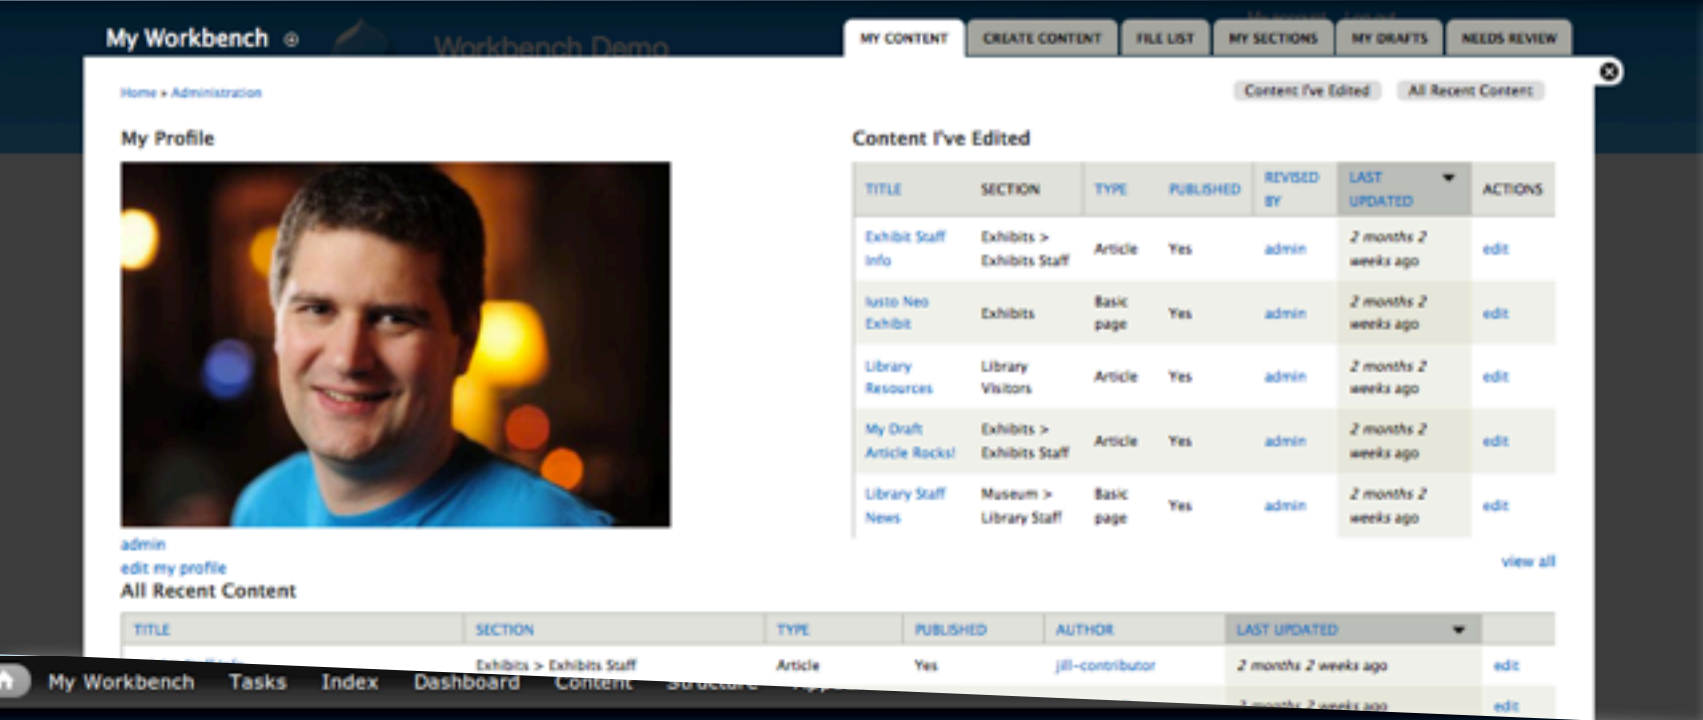 My Workbench
Workbench Demo
MY CONTENT
CREATE CONTENT
FILE LIST
MY SECTIONS
MY DRAFTS
NEEDS REVIEW
Home » Administration
Content I've Edited
All Recent Content
My Profile
admin
edit my profile
Content I've Edited
TITLE SECTION TYPE PUBLISHED REVISED BY LAST UPDATED ACTIONS
Exhibit Staff Info Exhibits > Exhibits Staff Article Yes admin 2 months 2 weeks ago edit
Iusto Neo Exhibit Exhibits Basic page Yes admin 2 months 2 weeks ago edit
Library Resources Library Visitors Article Yes admin 2 months 2 weeks ago edit
My Draft Article Rocks! Exhibits > Exhibits Staff Article Yes admin 2 months 2 weeks ago edit
Library Staff News Museum > Library Staff Basic page Yes admin 2 months 2 weeks ago edit
view all
All Recent Content
TITLE SECTION TYPE PUBLISHED AUTHOR LAST UPDATED
Exhibits > Exhibits Staff Article Yes jill-contributor 2 months 2 weeks ago edit
2 months 2 weeks ago edit
My Workbench Tasks Index Dashboard Content Structure